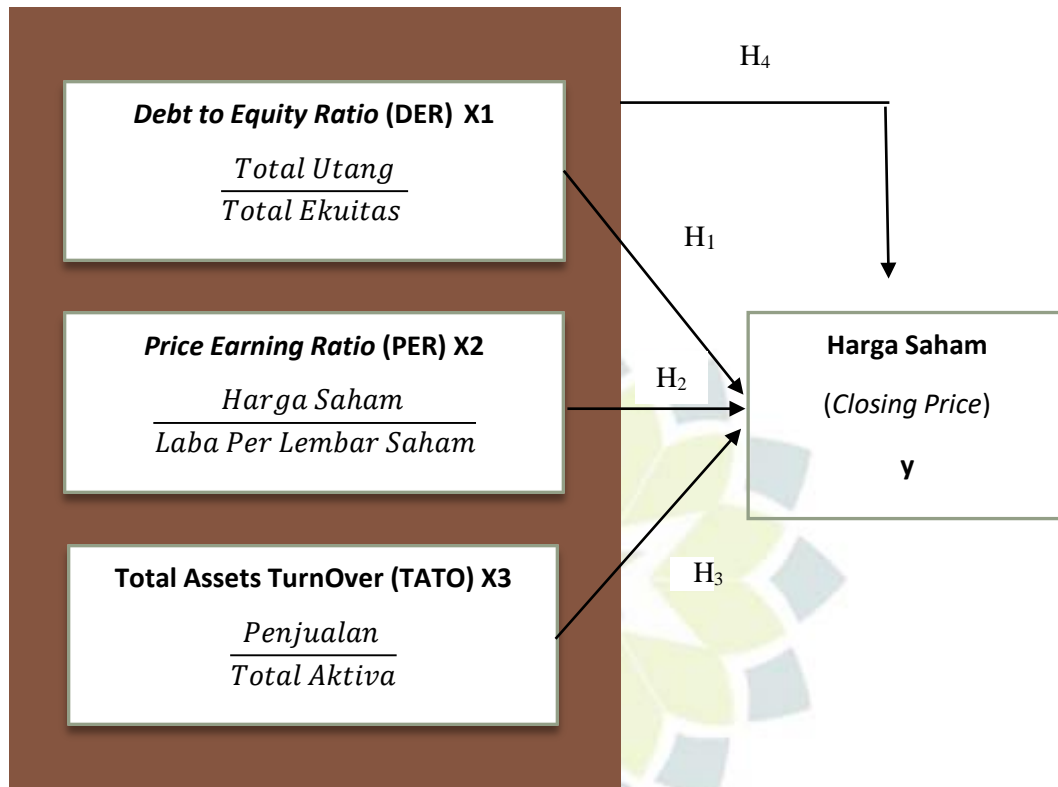 H₄
Debt to Equity Ratio (DER) X1
Total Utang
Total Ekuitas
H₁
Price Earning Ratio (PER) X2
Harga Saham
Laba Per Lembar Saham
H₂
Harga Saham
(Closing Price)
y
Total Assets TurnOver (TATO) X3
Penjualan
Total Aktiva
H₃